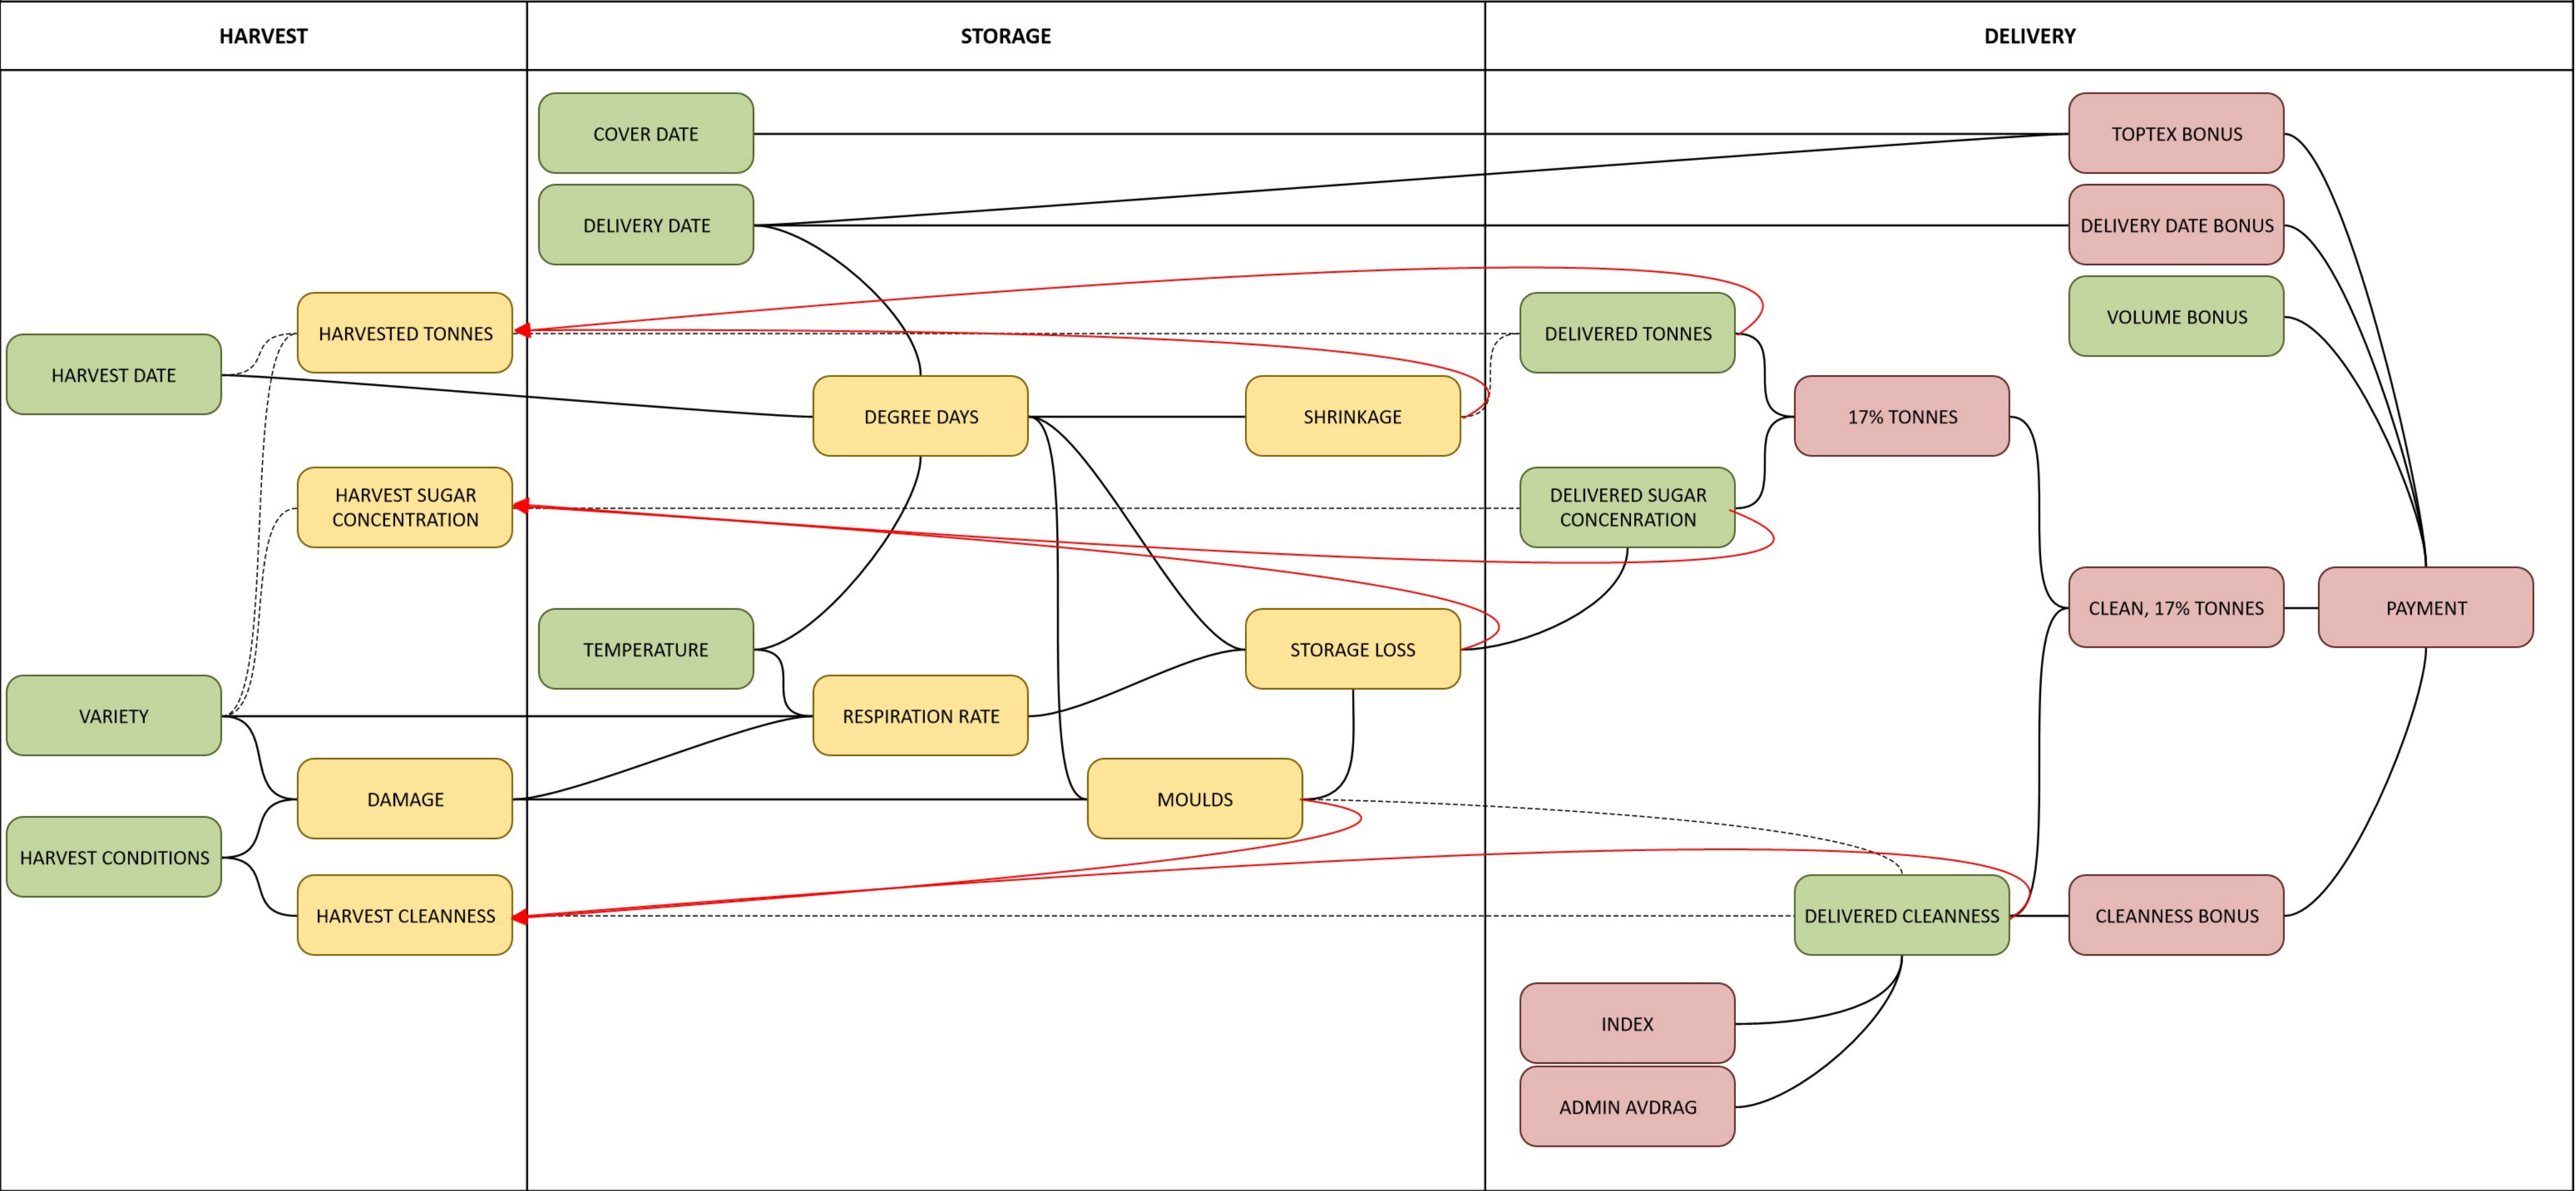 HARVEST
STORAGE
DELIVERY
COVER DATE
TOPTEX BONUS
DELIVERY DATE
DELIVERY DATE BONUS
VOLUME BONUS
HARVESTED TONNES
DELIVERED TONNES
HARVEST DATE
DEGREE DAYS
SHRINKAGE
17% TONNES
HARVEST SUGAR
CONCENTRATION
DELIVERED SUGAR
CONCENRATION
TEMPERATURE
STORAGE LOSS
CLEAN, 17% TONNES
PAYMENT
VARIETY
RESPIRATION RATE
DAMAGE
MOULDS
HARVEST CONDITIONS
HARVEST CLEANNESS
DELIVERED CLEANNESS
CLEANNESS BONUS
INDEX
ADMIN AVDRAG